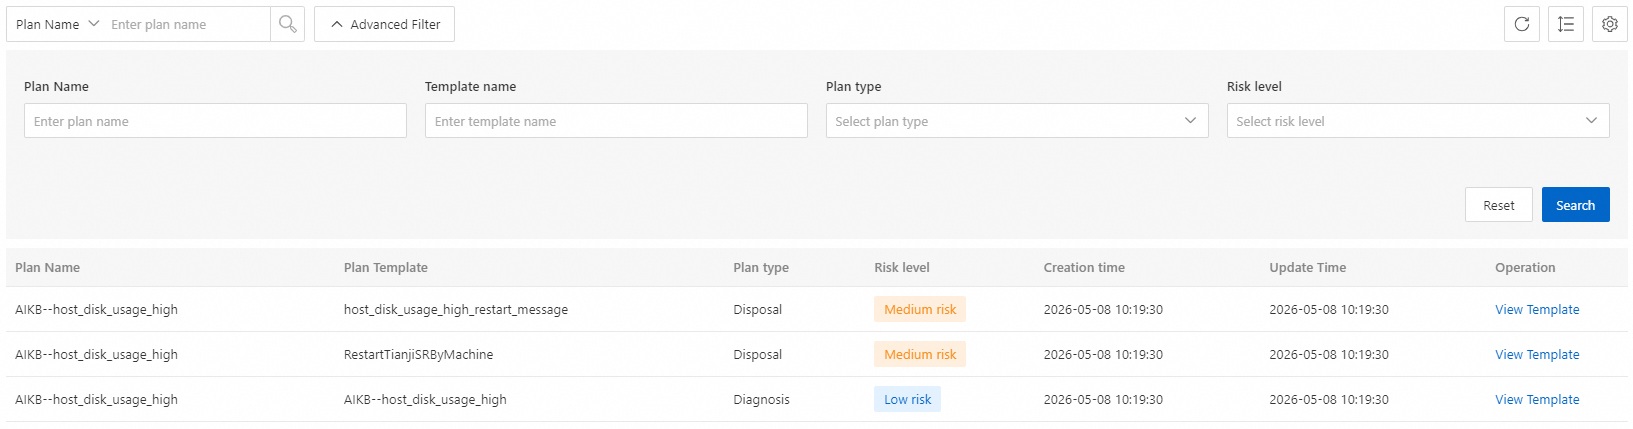 Plan Name Enter plan name Advanced Filter
Plan Name Template name Plan type Risk level
Enter plan name Enter template name Select plan type Select risk level
Reset Search
Plan Name Plan Template Plan type Risk level Creation time Update Time Operation
AIKB--host_disk_usage_high host_disk_usage_high_restart_message Disposal Medium risk 2026-05-08 10:19:30 2026-05-08 10:19:30 View Template
AIKB--host_disk_usage_high RestartTianjiSRByMachine Disposal Medium risk 2026-05-08 10:19:30 2026-05-08 10:19:30 View Template
AIKB--host_disk_usage_high AIKB--host_disk_usage_high Diagnosis Low risk 2026-05-08 10:19:30 2026-05-08 10:19:30 View Template